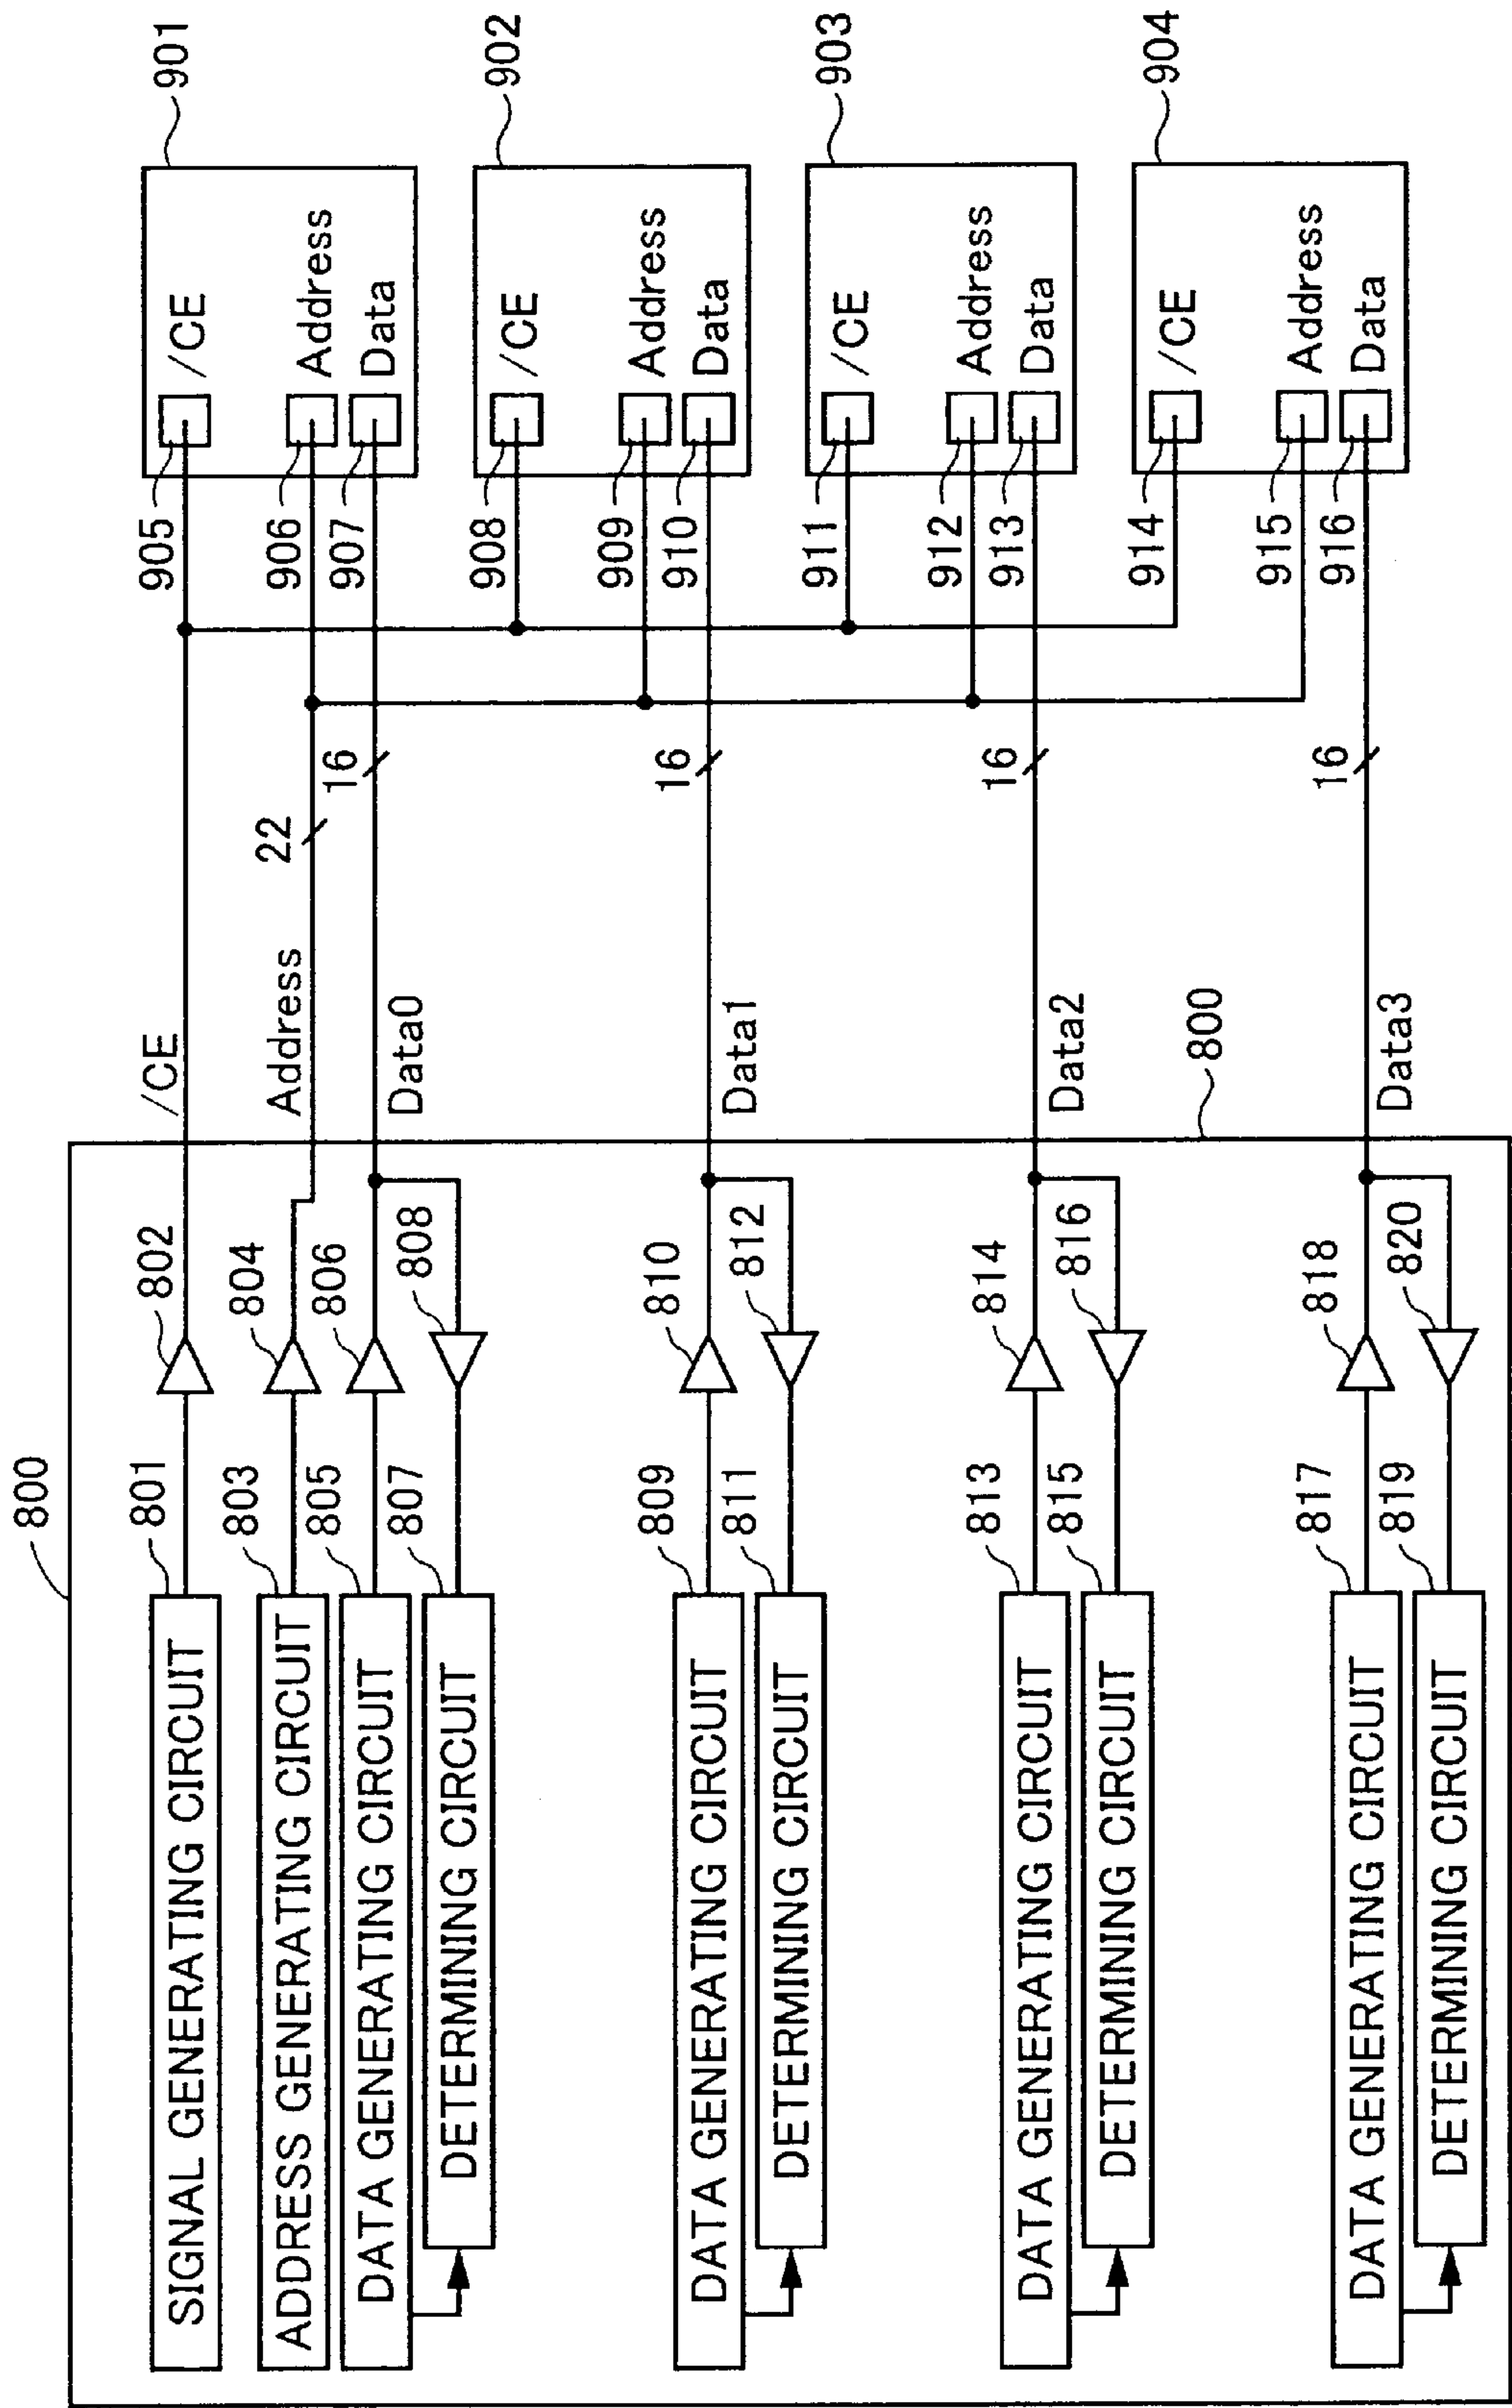 800
SIGNAL GENERATING CIRCUIT
801
802
/CE
905
/CE
901
ADDRESS GENERATING CIRCUIT
803
804
Address
22
906
Address
DATA GENERATING CIRCUIT
805
806
Data0
16
907
Data
DETERMINING CIRCUIT
807
808
908
/CE
902
909
Address
DATA GENERATING CIRCUIT
809
810
Data1
16
910
Data
DETERMINING CIRCUIT
811
812
911
/CE
903
912
Address
DATA GENERATING CIRCUIT
813
814
Data2
16
913
Data
DETERMINING CIRCUIT
815
816
914
/CE
904
800
915
Address
DATA GENERATING CIRCUIT
817
818
Data3
16
916
Data
DETERMINING CIRCUIT
819
820